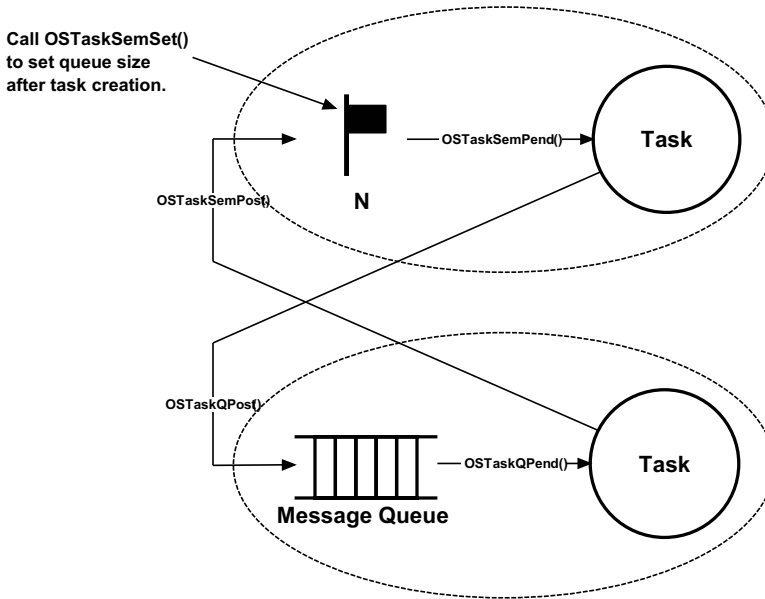 Call OSTaskSemSet()
to set queue size
after task creation.
OSTaskSemPend()
Task
OSTaskSemPost()
N
OSTaskQPost()
OSTaskQPend()
Task
Message Queue